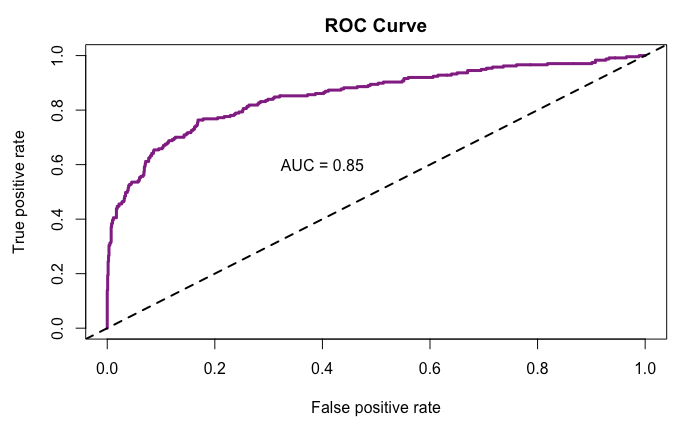 ROC Curve
1.0
0.8
0.6
0.4
0.2
0.0
True positive rate
AUC = 0.85
0.0 0.2 0.4 0.6 0.8 1.0
False positive rate